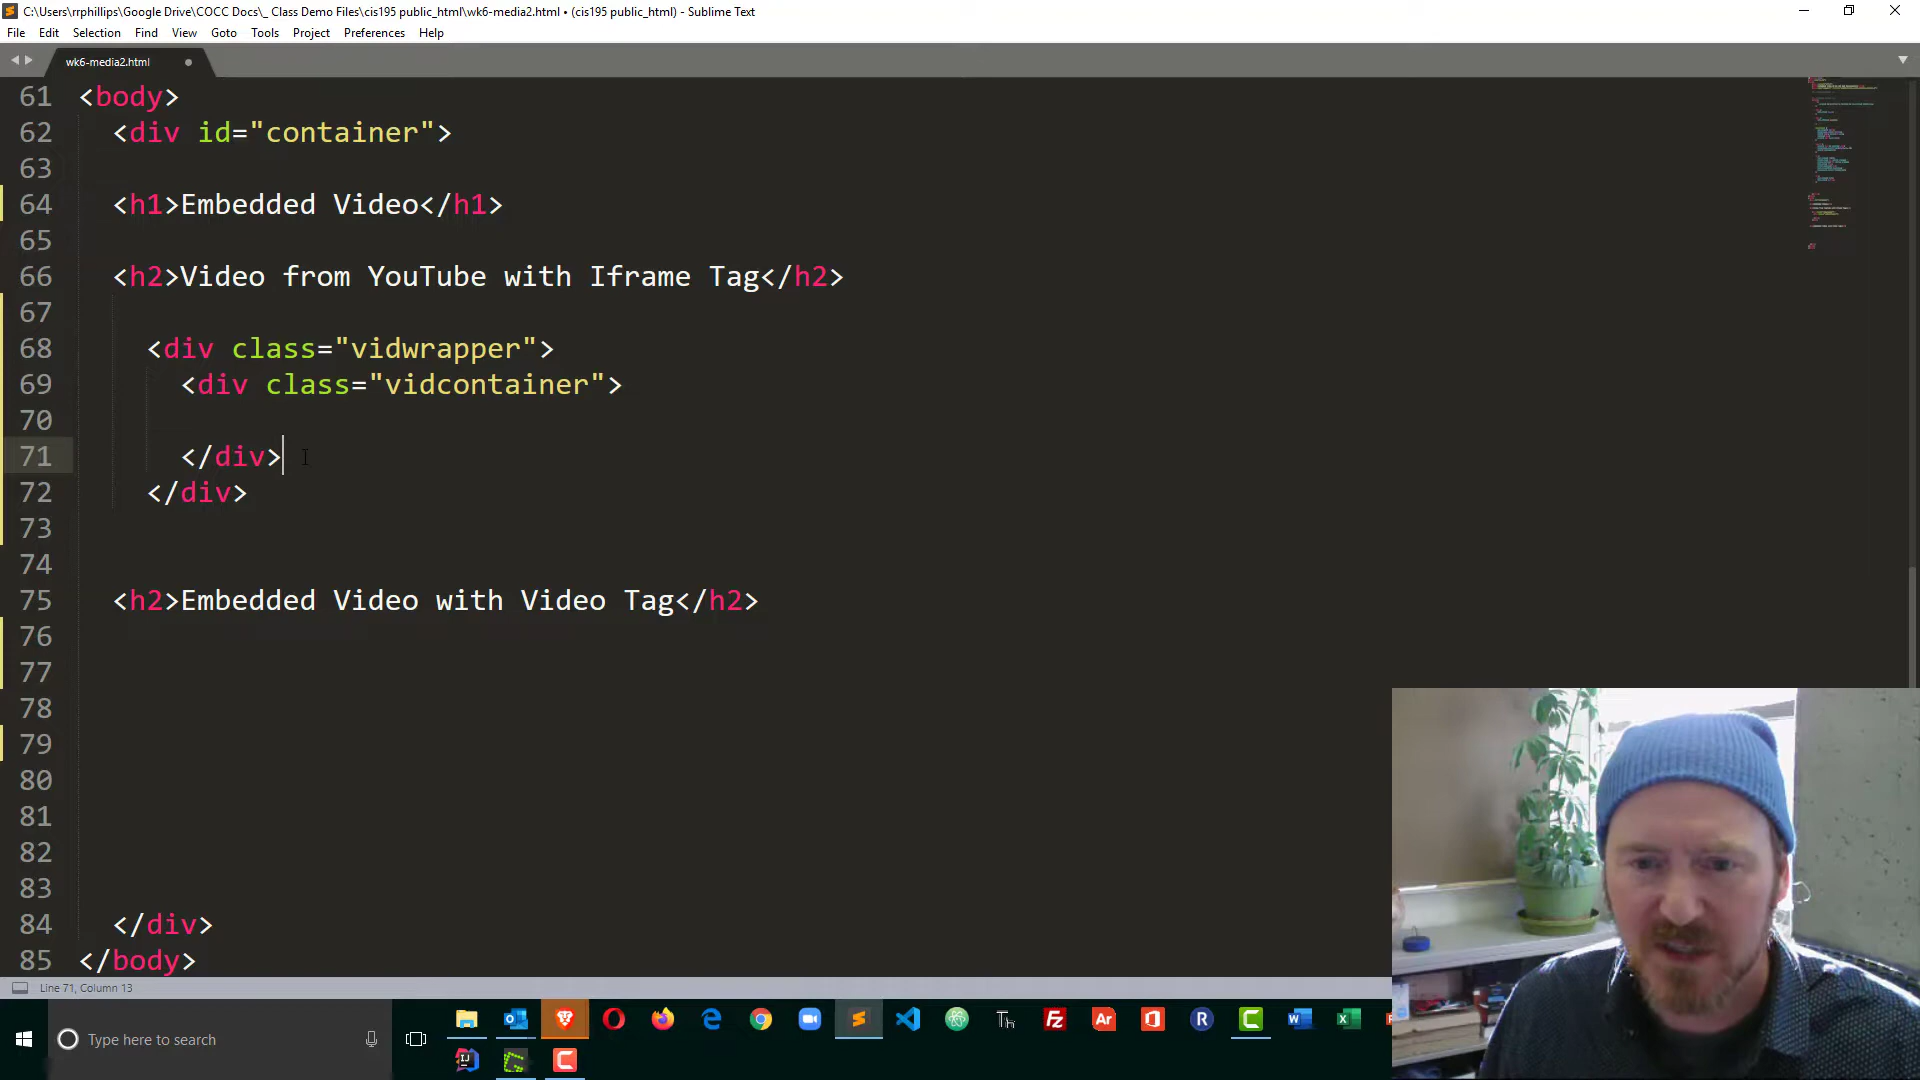 C:\Users\rrphillips\Google Drive\COCC Docs\_ Class Demo Files\cis195 public_html\wk6-media2.html • (cis195 public_html) - Sublime Text
File Edit Selection Find View Goto Tools Project Preferences Help
wk6-media2.html
61 <body>
62 <div id="container">
63
64 <h1>Embedded Video</h1>
65
66 <h2>Video from YouTube with Iframe Tag</h2>
67
68 <div class="vidwrapper">
69 <div class="vidcontainer">
70
71 </div>
72 </div>
73
74
75 <h2>Embedded Video with Video Tag</h2>
76
77
78
79
80
81
82
83
84 </div>
85 </body>
Line 71, Column 13
Type here to search